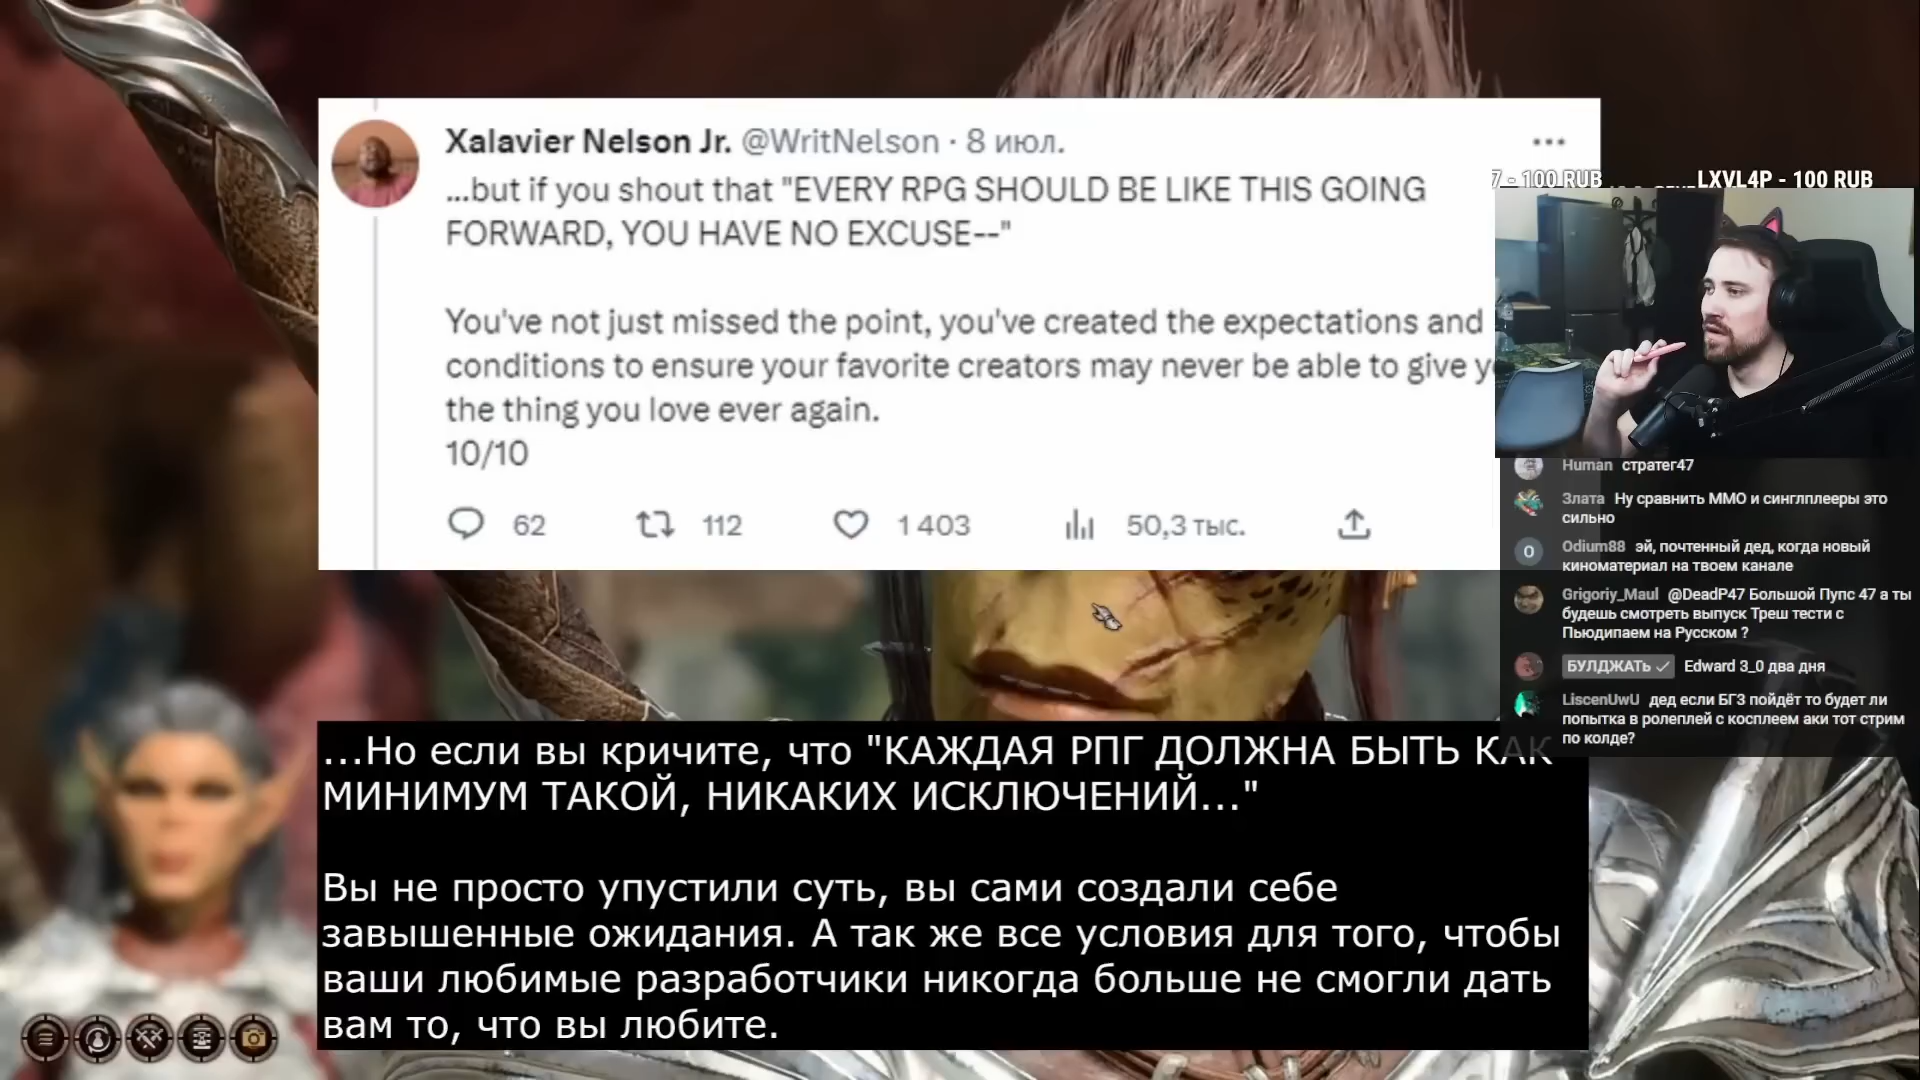 Xalavier Nelson Jr. @WritNelson · 8 июл.
...but if you shout that "EVERY RPG SHOULD BE LIKE THIS GOING
FORWARD, YOU HAVE NO EXCUSE--"
You've not just missed the point, you've created the expectations and
conditions to ensure your favorite creators may never be able to give
the thing you love ever again.
10/10
62 112 1 403 50,3 тыс.
7 - 100 RUB LXVL4P - 100 RUB
Human стратег47
Злата Ну сравнить ММО и синглплееры это
сильно
O Odium88 эй, почтенный дед, когда новый
киноматериал на твоем канале
Grigoriy_Maul @DeadP47 Большой Пупс 47 а ты
будешь смотреть выпуск Треш тести с
Пьюдипаем на Русском ?
БУЛДЖАТЬ Edward 3_0 два дня
LiscenUwU дед если БГ3 пойдёт то будет ли
попытка в ролеплей с косплеем аки тот стрим
по колде?
...Но если вы кричите, что "КАЖДАЯ РПГ ДОЛЖНА БЫТЬ КАК
МИНИМУМ ТАКОЙ, НИКАКИХ ИСКЛЮЧЕНИЙ..."
Вы не просто упустили суть, вы сами создали себе
завышенные ожидания. А так же все условия для того, чтобы
ваши любимые разработчики никогда больше не смогли дать
вам то, что вы любите.